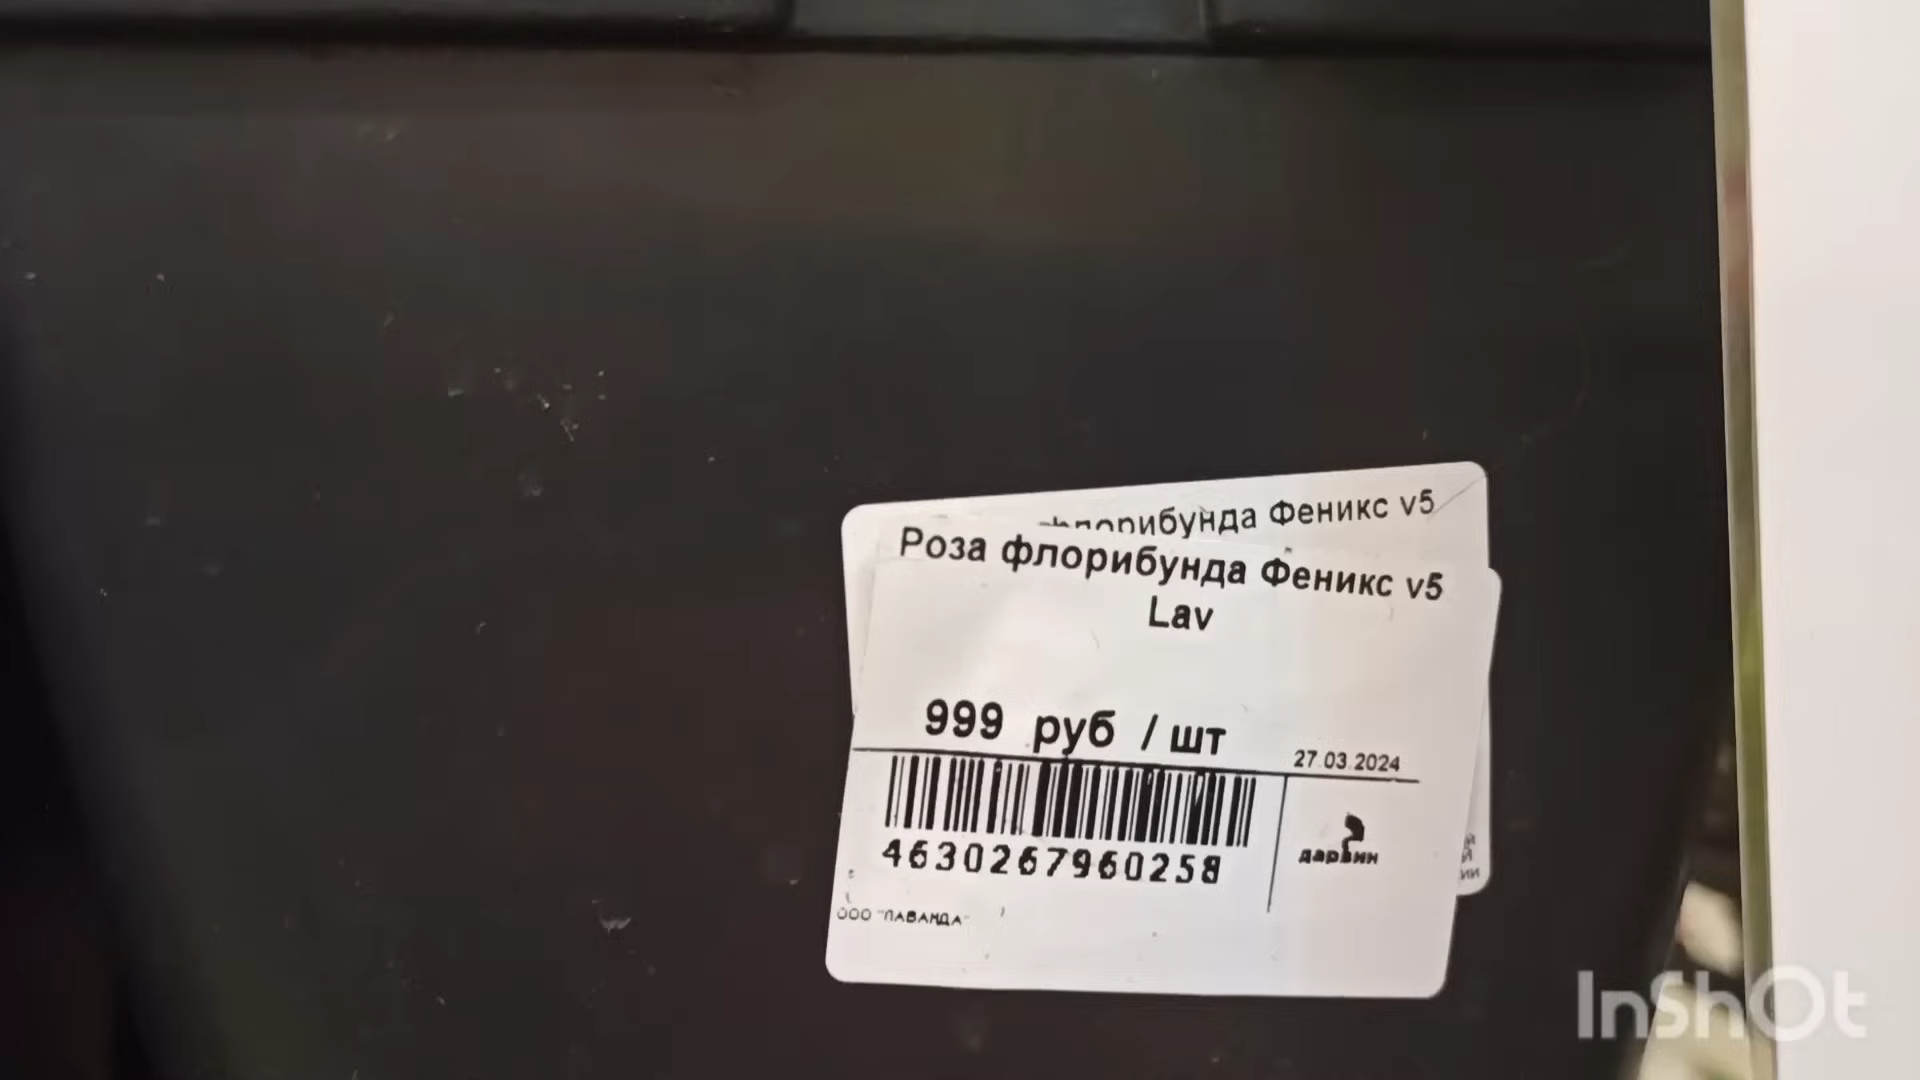 флорибунда Феникс v5
Роза флорибунда Феникс v5
Lav
999 руб / шт
27.03.2024
4630267960258
дарвин
ООО "ЛАВАНДА"
InShOt